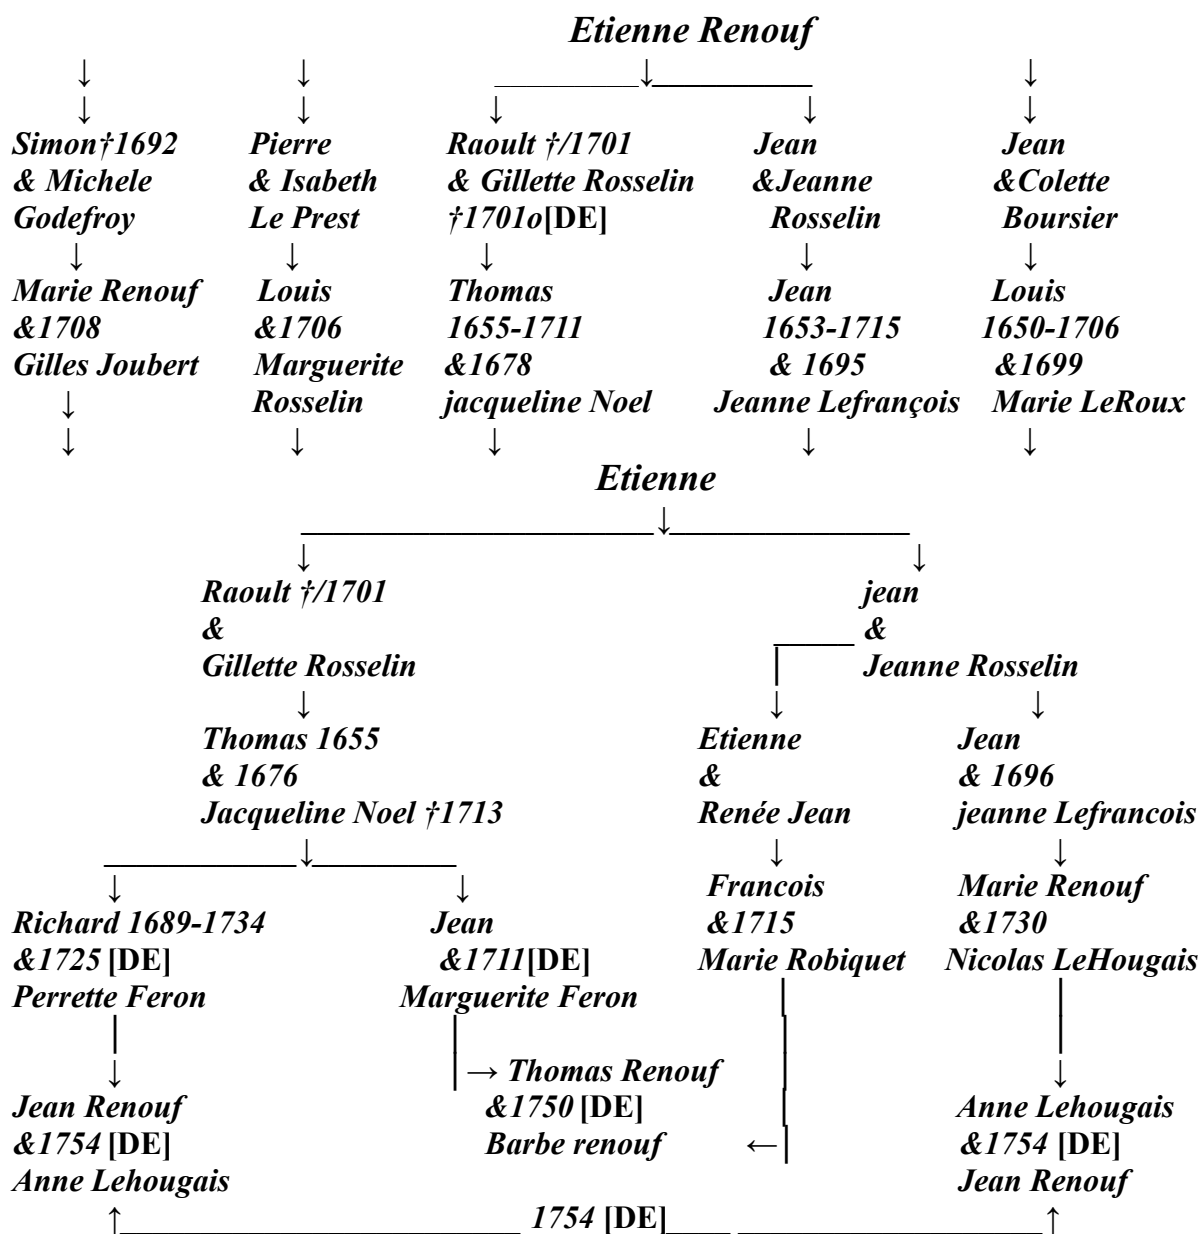 Etienne Renouf
Simon†1692 Pierre Raoult †/1701 Jean Jean
& Michele & Isabeth & Gillette Rosselin &Jeanne &Colette
Godefroy Le Prest †1701o[DE] Rosselin Boursier
Marie Renouf Louis Thomas Jean Louis
&1708 &1706 1655-1711 1653-1715 1650-1706
Gilles Joubert Marguerite &1678 & 1695 &1699
Rosselin jacqueline Noel Jeanne Lefrançois Marie LeRoux
Etienne
Raoult †/1701 jean
& &
Gillette Rosselin Jeanne Rosselin
Thomas 1655 Etienne Jean
& 1676 & & 1696
Jacqueline Noel †1713 Renée Jean jeanne Lefrancois
Richard 1689-1734 Jean Francois Marie Renouf
&1725 [DE] &1711[DE] &1715 &1730
Perrette Feron Marguerite Feron Marie Robiquet Nicolas LeHougais
→ Thomas Renouf
Jean Renouf &1750 [DE] Anne Lehougais
&1754 [DE] Barbe renouf ← &1754 [DE]
Anne Lehougais Jean Renouf
1754 [DE]